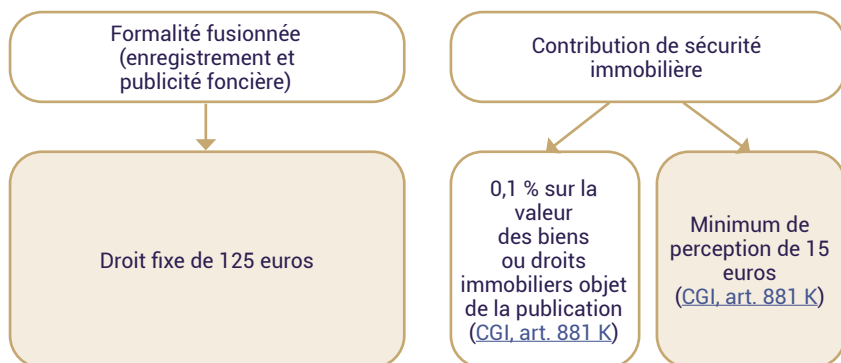 Formalité fusionnée
(enregistrement et
publicité foncière)
Contribution de sécurité
immobilière
Droit fixe de 125 euros
0,1 % sur la
valeur
des biens
ou droits
immobiliers objet
de la publication
(CGI, art. 881 K)
Minimum de
perception de 15
euros
(CGI, art. 881 K)